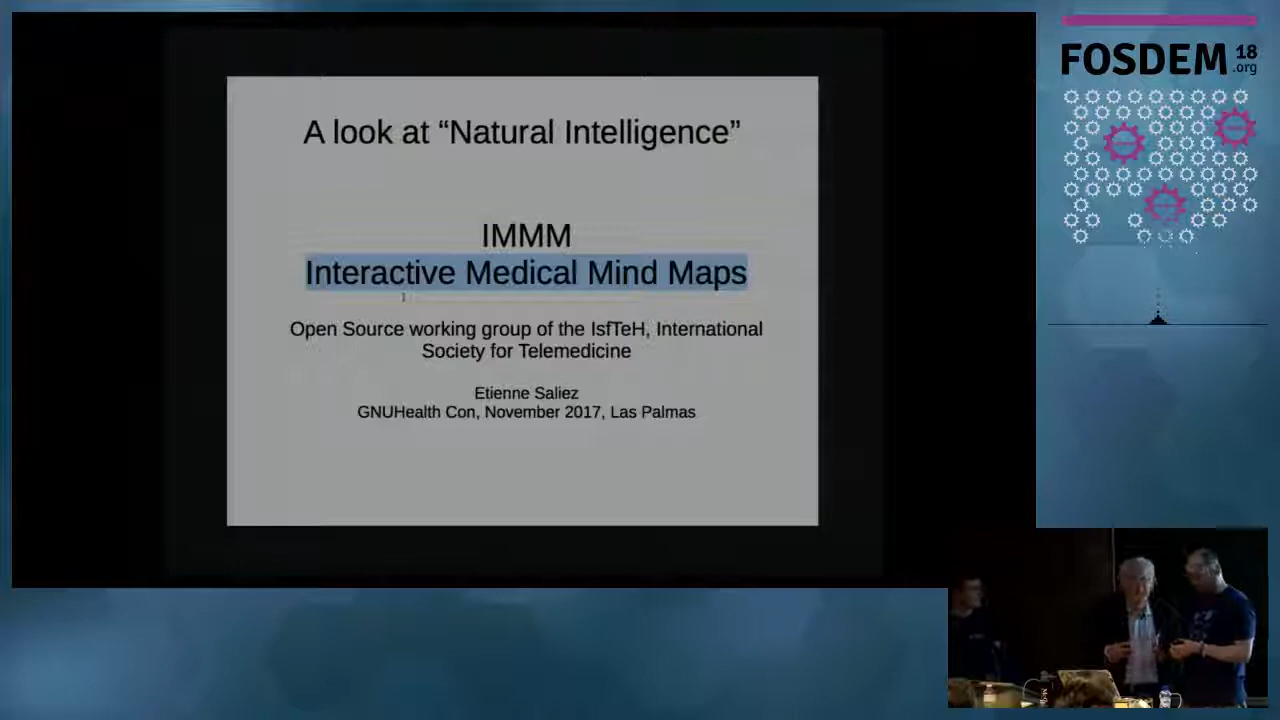 A look at “Natural Intelligence”
IMMM
Interactive Medical Mind Maps
Open Source working group of the IsfTeH, International
Society for Telemedicine
Etienne Saliez
GNUHealth Con, November 2017, Las Palmas
FOSDEM 18
.org